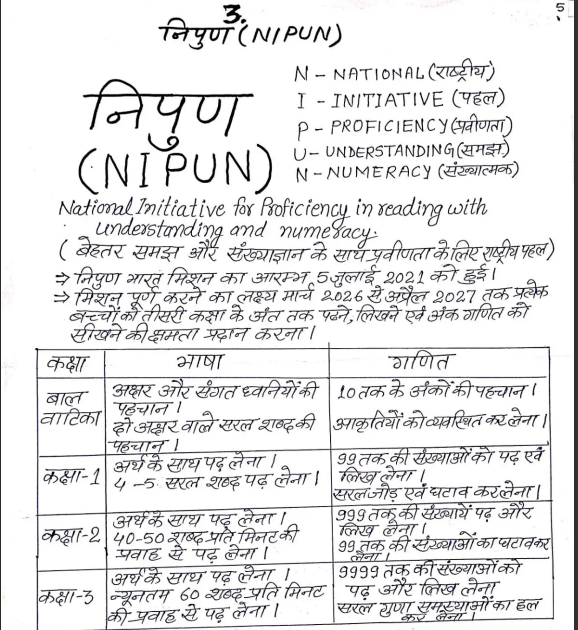 5
3.
निपुण (NIPUN)
निपुण
(NIPUN)
N - NATIONAL (राष्ट्रीय)
I - INITIATIVE (पहल)
P - PROFICIENCY (प्रवीणता)
U - UNDERSTANDING (समझ)
N - NUMERACY (संख्यात्मक)
National Initiative for Proficiency in reading with
understanding and numeracy.
( बेहतर समझ और संख्याज्ञान के साथ प्रवीणता के लिए राष्ट्रीय पहल)
⇒ निपुण भारत मिशन का आरम्भ 5 जुलाई 2021 को हुई।
⇒ मिशन पूर्ण करने का लक्ष्य मार्च 2026 से अप्रैल 2027 तक प्रत्येक
बच्चों को तीसरी कक्षा के अंत तक पढने, लिखने एवं अंक गणित को
सीखने की क्षमता प्रदान करना।
कक्षा भाषा गणित
बाल वाटिका
अक्षर और संगत ध्वनियों की
पहचान।
दो अक्षर वाले सरल शब्द की
पहचान।
10 तक के अंकों की पहचान।
आकृतियों को व्यवस्थित कर लेना।
कक्षा-1
अर्थ के साथ पढ़ लेना।
4-5 सरल शब्द पढ़ लेना।
99 तक की संख्याओं को पढ़ एवं
लिख लेना।
सरल जोड़ एवं घटाव कर लेना।
कक्षा-2
अर्थ के साथ पढ़ लेना।
40-50 शब्द प्रति मिनट की
प्रवाह से पढ़ लेना।
999 तक की संख्यायें पढ़ और
लिख लेना।
99 तक की संख्याओं का घटाव कर
लेना।
कक्षा-3
अर्थ के साथ पढ़ लेना।
न्यूनतम 60 शब्द प्रति मिनट
की प्रवाह से पढ़ लेना।
9999 तक की संख्याओं को
पढ़ और लिख लेना
सरल गुणा समस्याओं का हल
कर लेना।